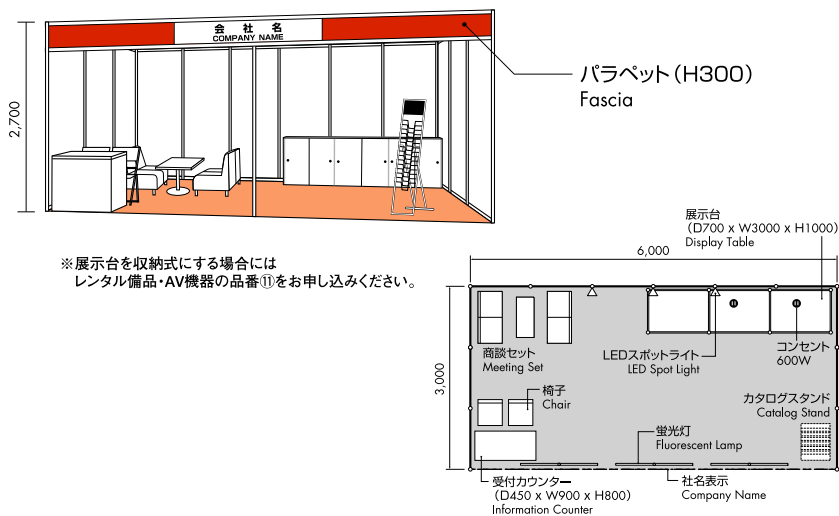 会社名
COMPANY NAME
パラペット（H300）
Fascia
2,700
※展示台を収納式にする場合には
レンタル備品・AV機器の品番⑪をお申し込みください。
展示台
（D700 x W3000 x H1000）
Display Table
6,000
3,000
商談セット
Meeting Set
LEDスポットライト
LED Spot Light
コンセント
600W
椅子
Chair
カタログスタンド
Catalog Stand
蛍光灯
Fluorescent Lamp
受付カウンター
（D450 x W900 x H800）
Information Counter
社名表示
Company Name